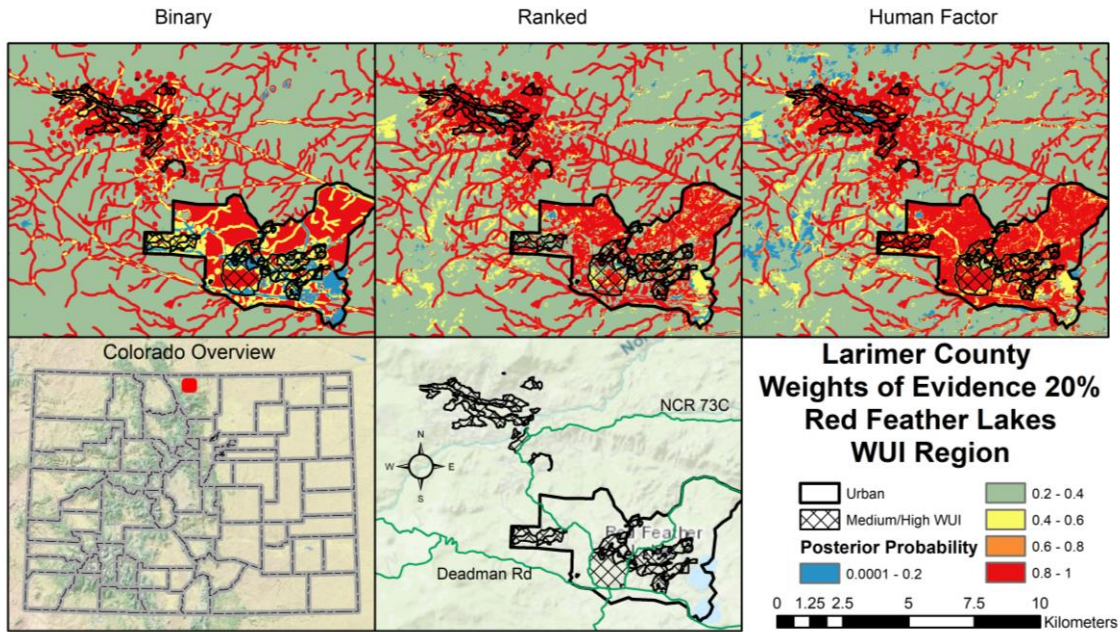 Binary
Ranked
Human Factor
Colorado Overview
NCR 73C
N
W
E
S
Red Feather
Deadman Rd
Larimer County
Weights of Evidence 20%
Red Feather Lakes
WUI Region
Urban
Medium/High WUI
Posterior Probability
0.0001 - 0.2
0.2 - 0.4
0.4 - 0.6
0.6 - 0.8
0.8 - 1
0 1.25 2.5 5 7.5 10
Kilometers